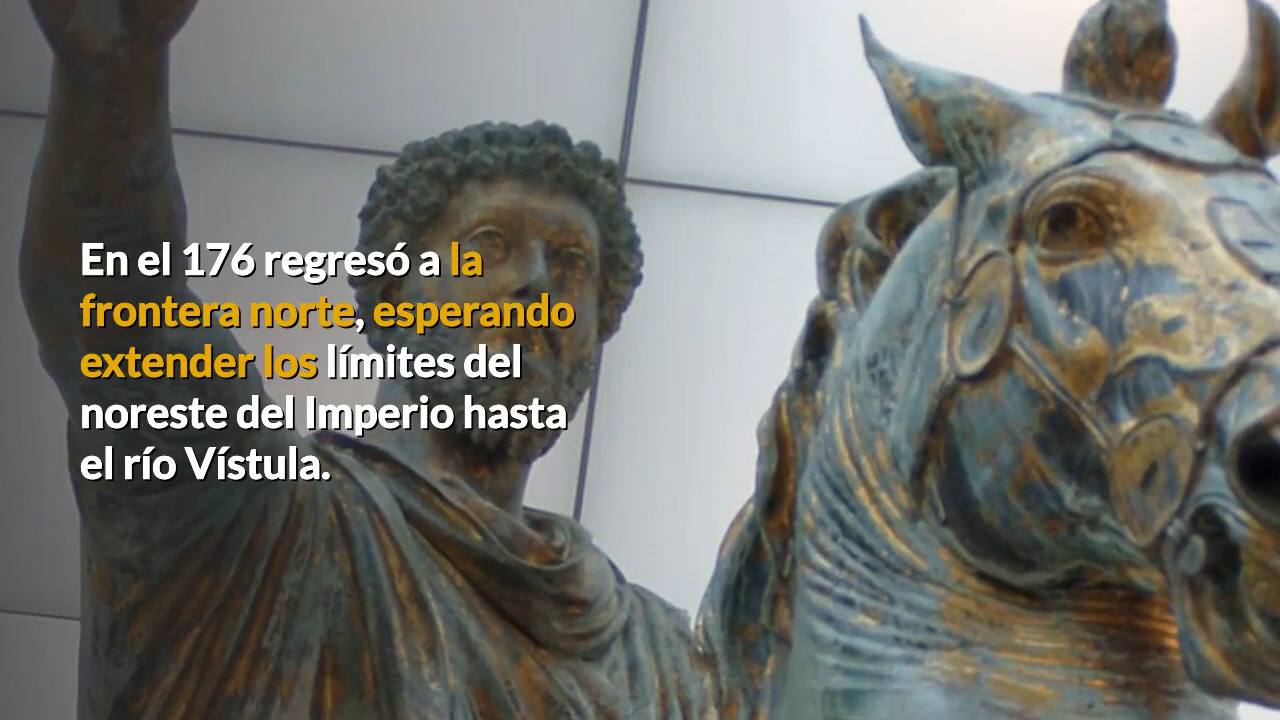 En el 176 regresó a la
frontera norte, esperando
extender los límites del
noreste del Imperio hasta
el río Vístula.